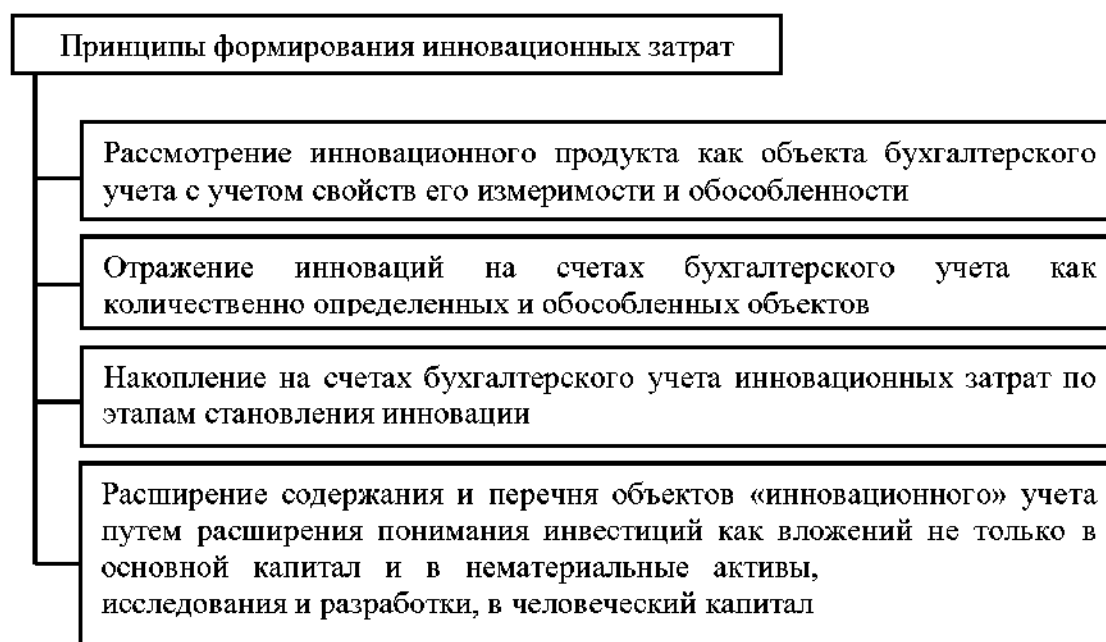 Принципы формирования инновационных затрат
Рассмотрение инновационного продукта как объекта бухгалтерского
учета с учетом свойств его измеримости и обособленности
Отражение инноваций на счетах бухгалтерского учета как
количественно определенных и обособленных объектов
Накопление на счетах бухгалтерского учета инновационных затрат по
этапам становления инновации
Расширение содержания и перечня объектов «инновационного» учета
путем расширения понимания инвестиций как вложений не только в
основной капитал и в нематериальные активы,
исследования и разработки, в человеческий капитал